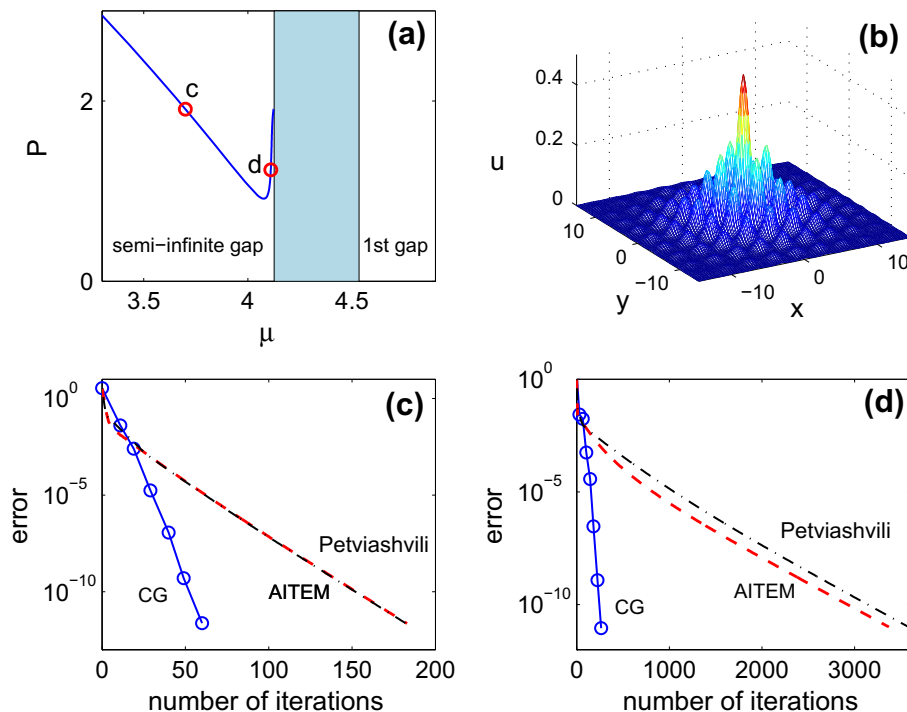 (a)
P
2
0
c
d
semi-infinite gap
1st gap
3.5 4 4.5
μ
(b)
u
0.4
0.2
0
10
0
−10
y
−10
0
10
x
(c)
error
10^0
10^−5
10^−10
CG
Petviashvili
AITEM
0 50 100 150 200
number of iterations
(d)
error
10^0
10^−5
10^−10
CG
Petviashvili
AITEM
0 1000 2000 3000
number of iterations